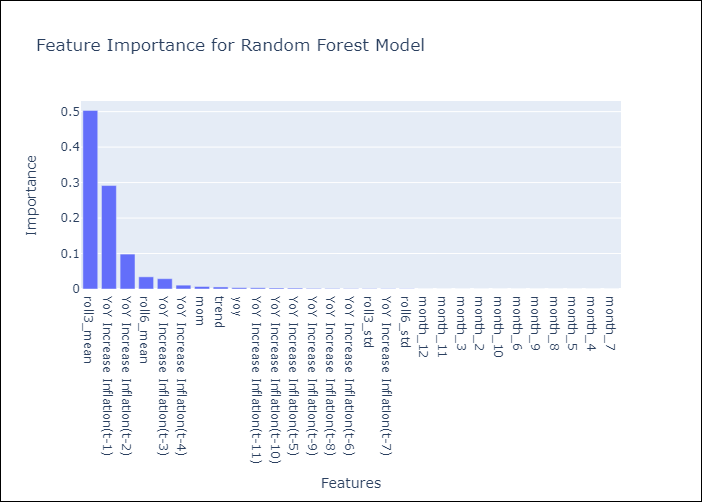 Feature Importance for Random Forest Model
0.5
0.4
0.3
0.2
0.1
0
Importance
roll3_mean
YoY Increase Inflation(t-1)
YoY Increase Inflation(t-2)
roll6_mean
YoY Increase Inflation(t-3)
YoY Increase Inflation(t-4)
mom
trend
yoy
YoY Increase Inflation(t-11)
YoY Increase Inflation(t-10)
YoY Increase Inflation(t-5)
YoY Increase Inflation(t-9)
YoY Increase Inflation(t-8)
YoY Increase Inflation(t-6)
roll3_std
YoY Increase Inflation(t-7)
roll6_std
month_12
month_11
month_3
month_2
month_10
month_6
month_9
month_8
month_5
month_4
month_7
Features